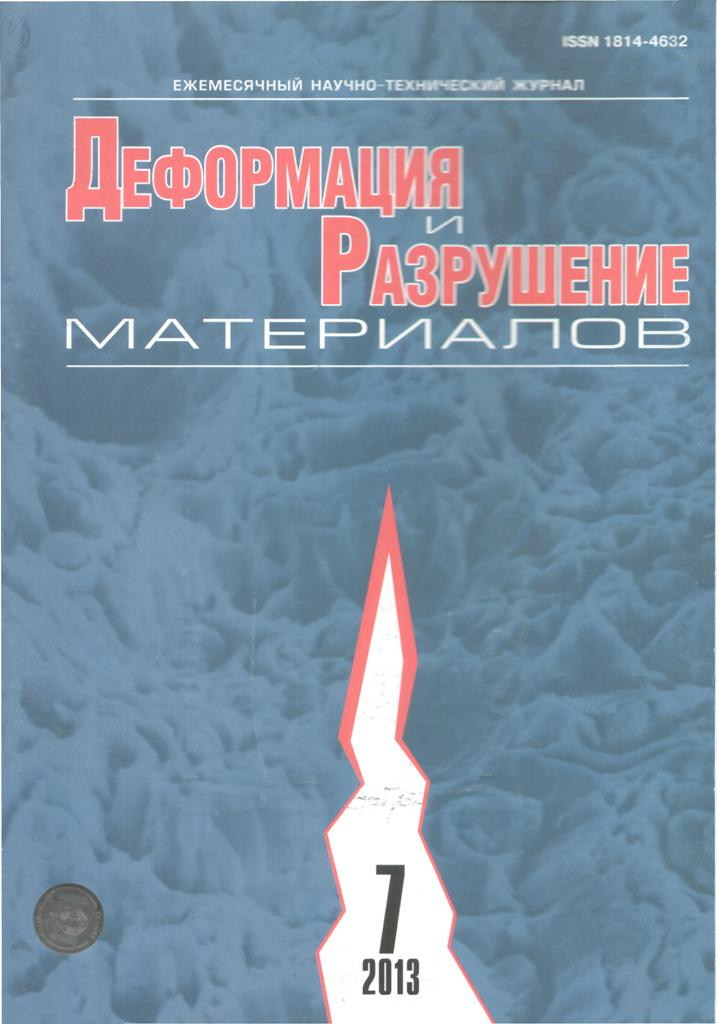 ISSN 1814-4632
ЕЖЕМЕСЯЧНЫЙ НАУЧНО-ТЕХНИЧЕСКИЙ ЖУРНАЛ
ДЕФОРМАЦИЯ
И
РАЗРУШЕНИЕ
МАТЕРИАЛОВ
7
2013